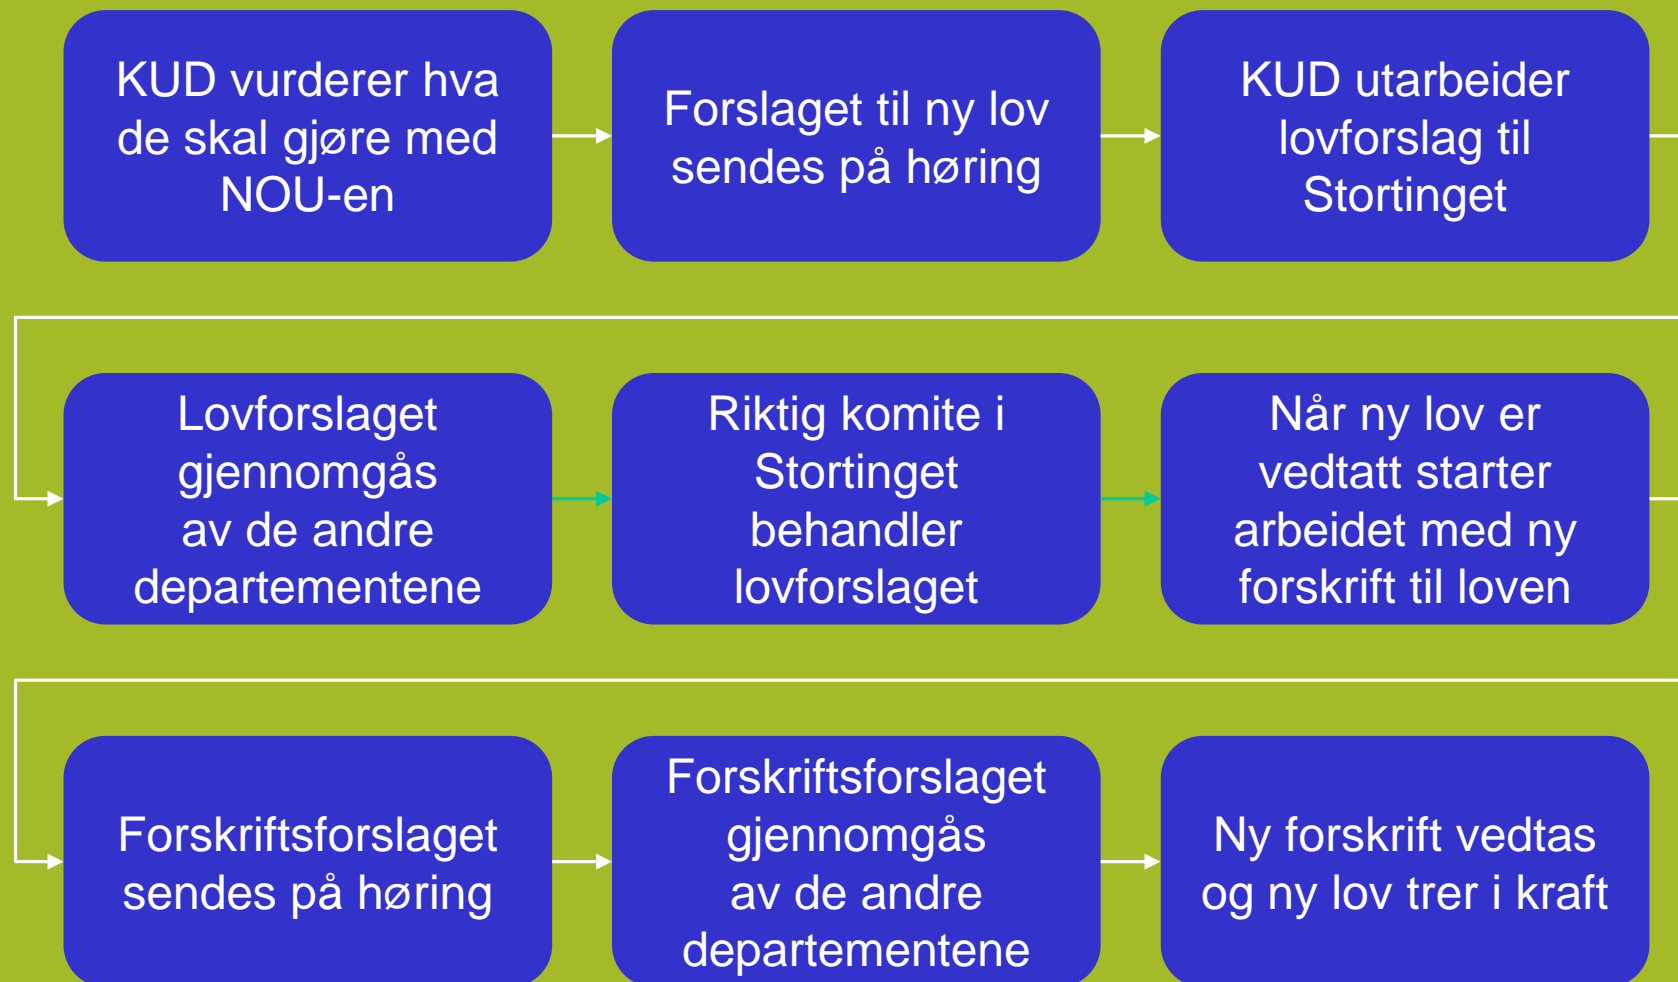 KUD vurderer hva
de skal gjøre med
NOU-en
Forslaget til ny lov
sendes på høring
KUD utarbeider
lovforslag til
Stortinget
Lovforslaget
gjennomgås
av de andre
departementene
Riktig komite i
Stortinget
behandler
lovforslaget
Når ny lov er
vedtatt starter
arbeidet med ny
forskrift til loven
Forskriftsforslaget
sendes på høring
Forskriftsforslaget
gjennomgås
av de andre
departementene
Ny forskrift vedtas
og ny lov trer i kraft